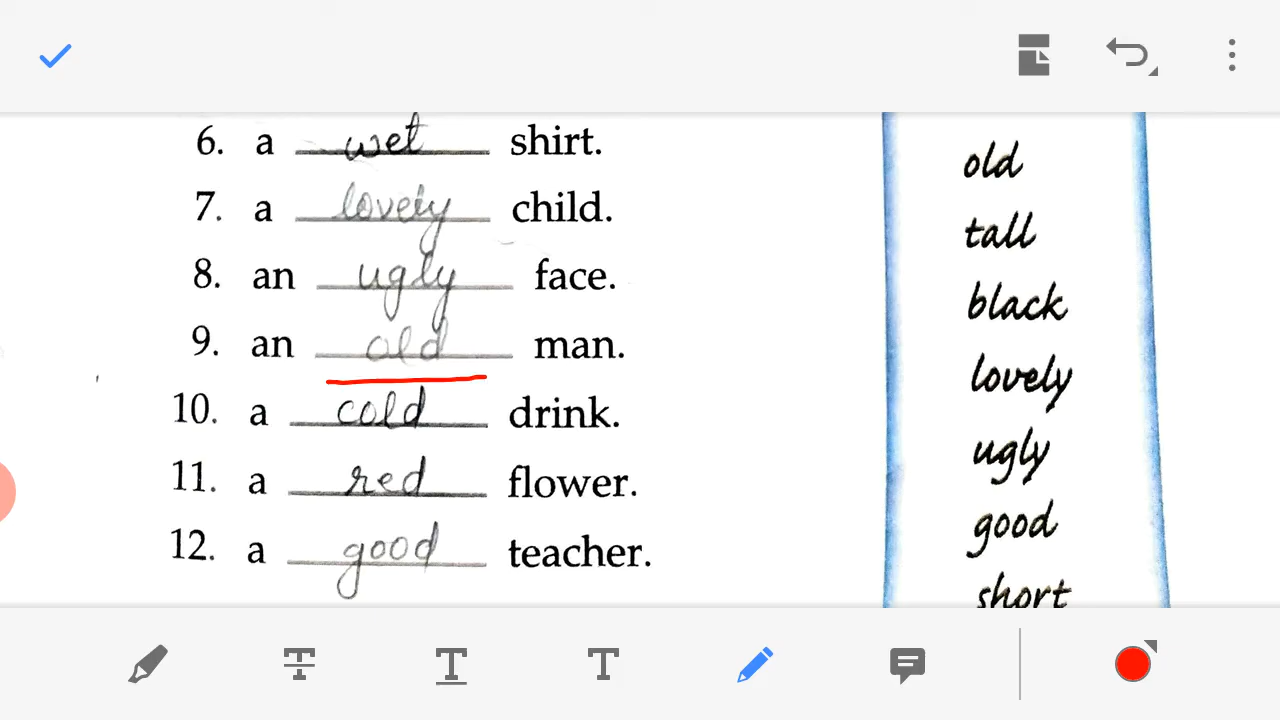 6. a wet shirt.
7. a lovely child.
8. an ugly face.
9. an old man.
10. a cold drink.
11. a red flower.
12. a good teacher.
old
tall
black
lovely
ugly
good
short